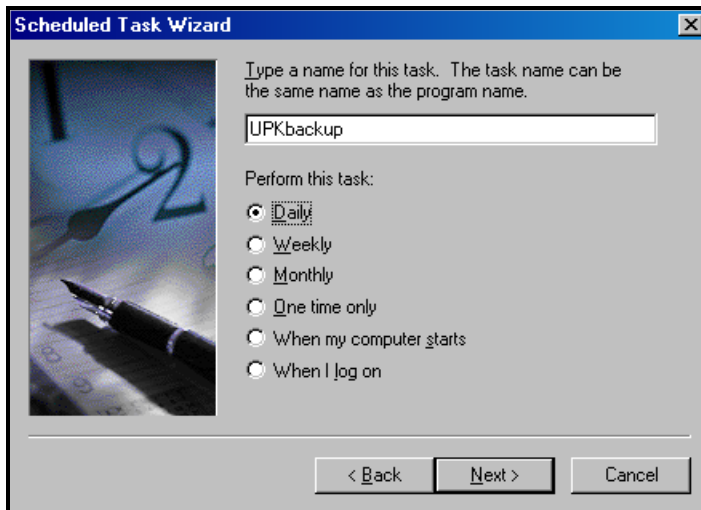 Scheduled Task Wizard
Type a name for this task. The task name can be
the same name as the program name.
UPKbackup
Perform this task:
Daily
Weekly
Monthly
One time only
When my computer starts
When I log on
< Back
Next >
Cancel